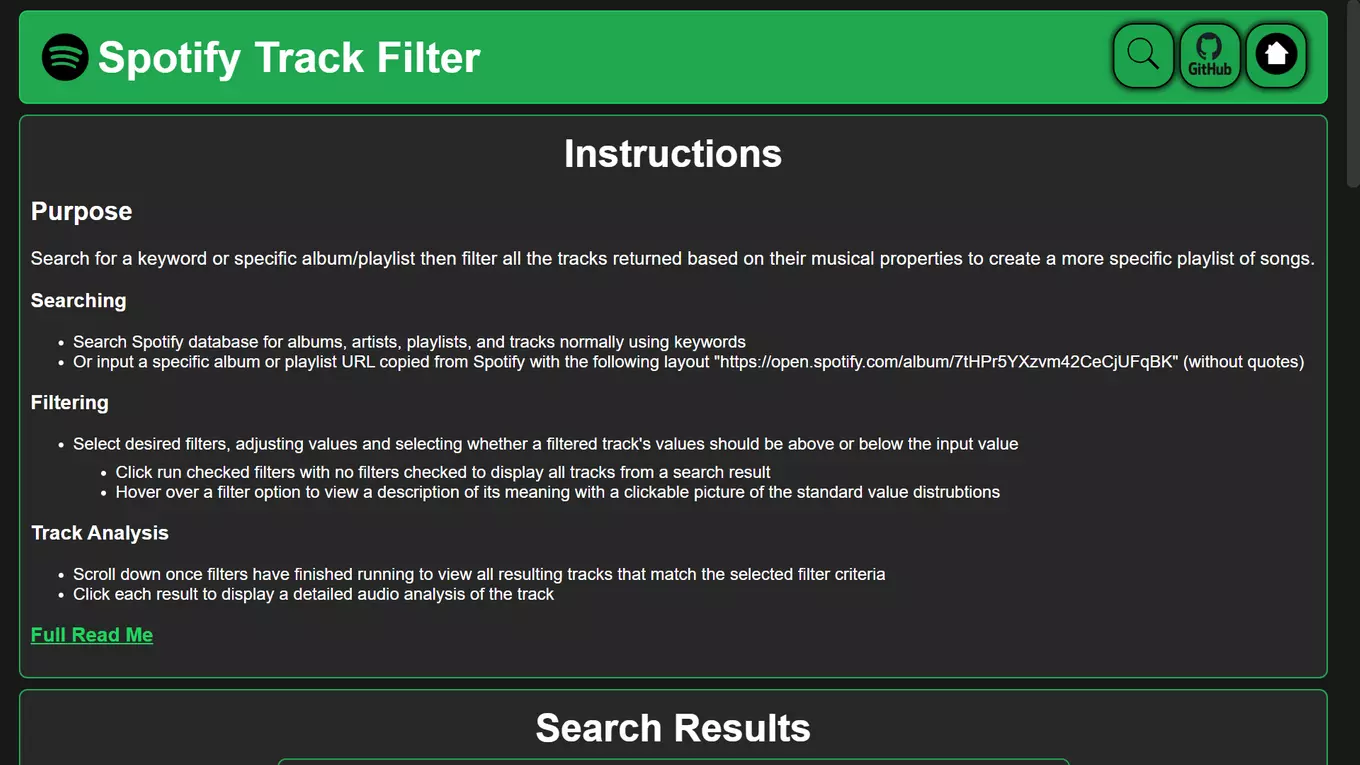 Spotify Track Filter
GitHub
Instructions
Purpose
Search for a keyword or specific album/playlist then filter all the tracks returned based on their musical properties to create a more specific playlist of songs.
Searching
Search Spotify database for albums, artists, playlists, and tracks normally using keywords
Or input a specific album or playlist URL copied from Spotify with the following layout "https://open.spotify.com/album/7tHPr5YXzvm42CeCjUFqBK" (without quotes)
Filtering
Select desired filters, adjusting values and selecting whether a filtered track's values should be above or below the input value
Click run checked filters with no filters checked to display all tracks from a search result
Hover over a filter option to view a description of its meaning with a clickable picture of the standard value distrubtions
Track Analysis
Scroll down once filters have finished running to view all resulting tracks that match the selected filter criteria
Click each result to display a detailed audio analysis of the track
Full Read Me
Search Results